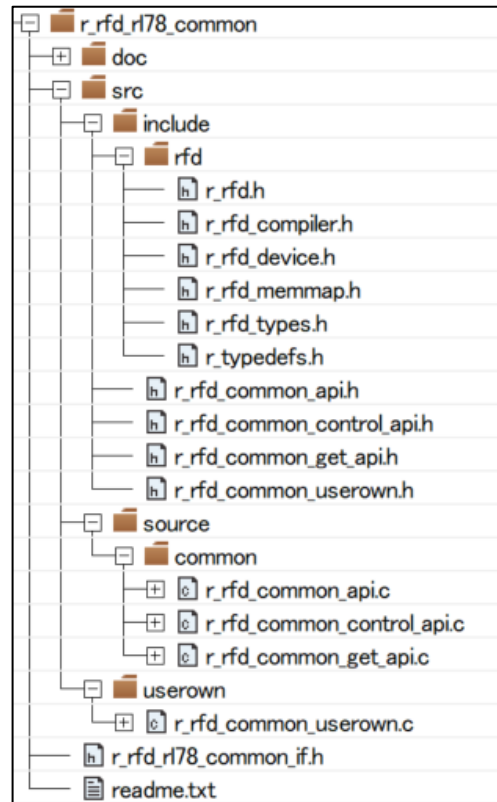 r_rfd_rl78_common
doc
src
include
rfd
r_rfd.h
r_rfd_compiler.h
r_rfd_device.h
r_rfd_memmap.h
r_rfd_types.h
r_typedefs.h
r_rfd_common_api.h
r_rfd_common_control_api.h
r_rfd_common_get_api.h
r_rfd_common_userown.h
source
common
r_rfd_common_api.c
r_rfd_common_control_api.c
r_rfd_common_get_api.c
userown
r_rfd_common_userown.c
r_rfd_rl78_common_if.h
readme.txt